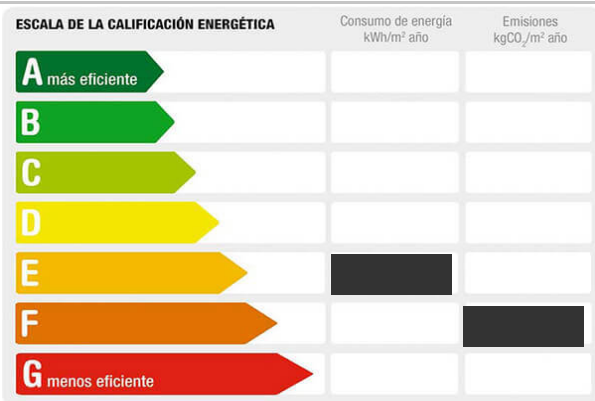 ESCALA DE LA CALIFICACIÓN ENERGÉTICA
Consumo de energía
kWh/m² año
Emisiones
kgCO₂/m² año
A más eficiente
B
C
D
E
F
G menos eficiente